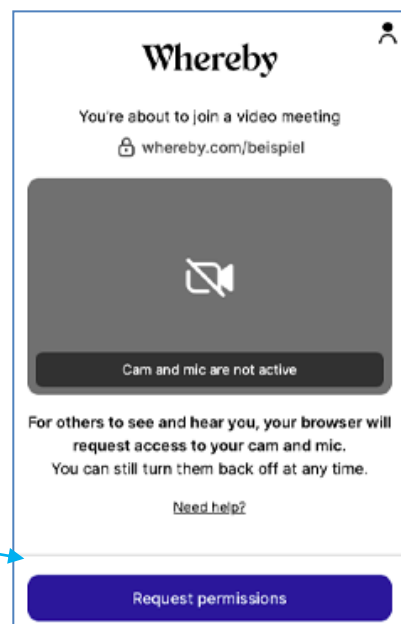 Whereby
You're about to join a video meeting
whereby.com/beispiel
Cam and mic are not active
For others to see and hear you, your browser will
request access to your cam and mic.
You can still turn them back off at any time.
Need help?
Request permissions